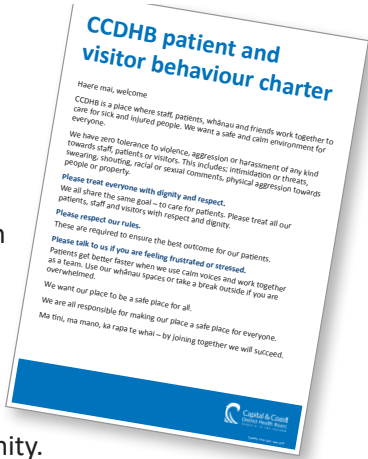 CCDHB patient and
visitor behaviour charter
Haere mai, welcome
CCDHB is a place where staff, patients, whānau and friends work together to
care for sick and injured people. We want a safe and calm environment for
everyone.
We have zero tolerance to violence, aggression or harassment of any kind
towards staff, patients or visitors. This includes: intimidation or threats,
swearing, shouting, racial or sexual comments, physical aggression towards
people or property.
Please treat everyone with dignity and respect.
We all share the same goal – to care for patients. Please treat all our
patients, staff and visitors with respect and dignity.
Please respect our rules.
These are required to ensure the best outcome for our patients.
Please talk to us if you are feeling frustrated or stressed.
Patients get better faster when we use calm voices and work together
as a team. Use our whānau spaces or take a break outside if you are
overwhelmed.
We want our place to be a safe place for all.
We are all responsible for making our place a safe place for everyone.
Ma tini, ma mano, ka rapa te whai – by joining together we will succeed.
Capital & Coast
District Health Board